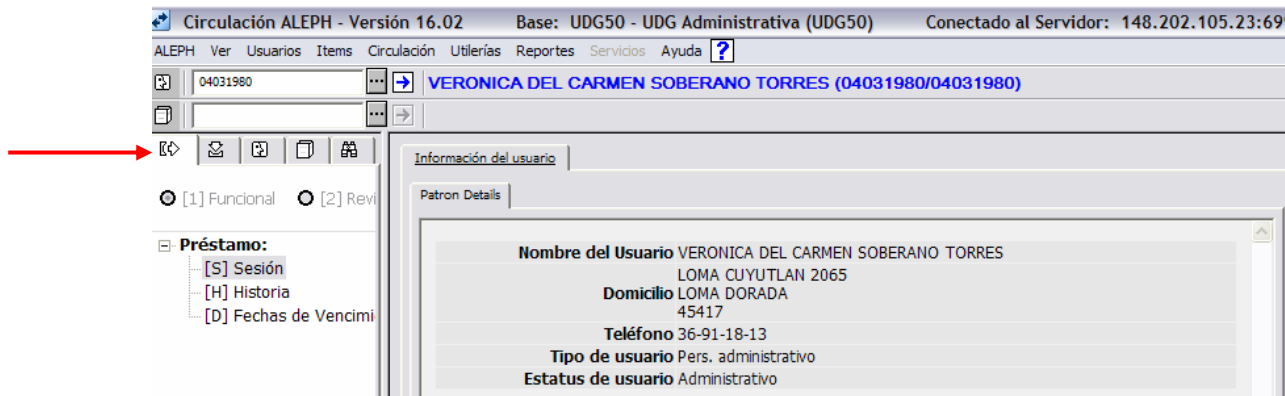 Circulación ALEPH - Versión 16.02 Base: UDG50 - UDG Administrativa (UDG50) Conectado al Servidor: 148.202.105.23:69
ALEPH Ver Usuarios Items Circulación Utilerías Reportes Servicios Ayuda ?
04031980 ... VERONICA DEL CARMEN SOBERANO TORRES (04031980/04031980)
...
Información del usuario
[1] Funcional [2] Revi
Patron Details
Préstamo:
[S] Sesión
[H] Historia
[D] Fechas de Vencimi
Nombre del Usuario VERONICA DEL CARMEN SOBERANO TORRES
LOMA CUYUTLAN 2065
Domicilio LOMA DORADA
45417
Teléfono 36-91-18-13
Tipo de usuario Pers. administrativo
Estatus de usuario Administrativo